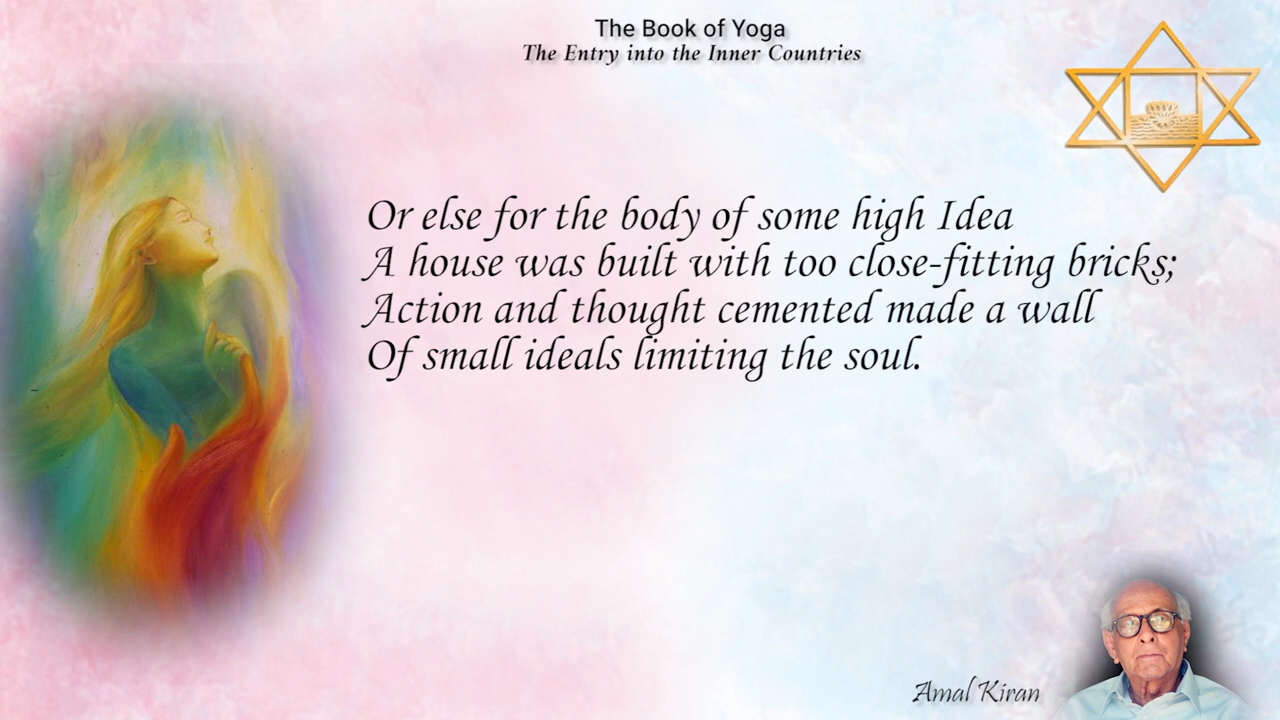 The Book of Yoga
The Entry into the Inner Countries
Or else for the body of some high Idea
A house was built with too close-fitting bricks;
Action and thought cemented made a wall
Of small ideals limiting the soul.
Amal Kiran